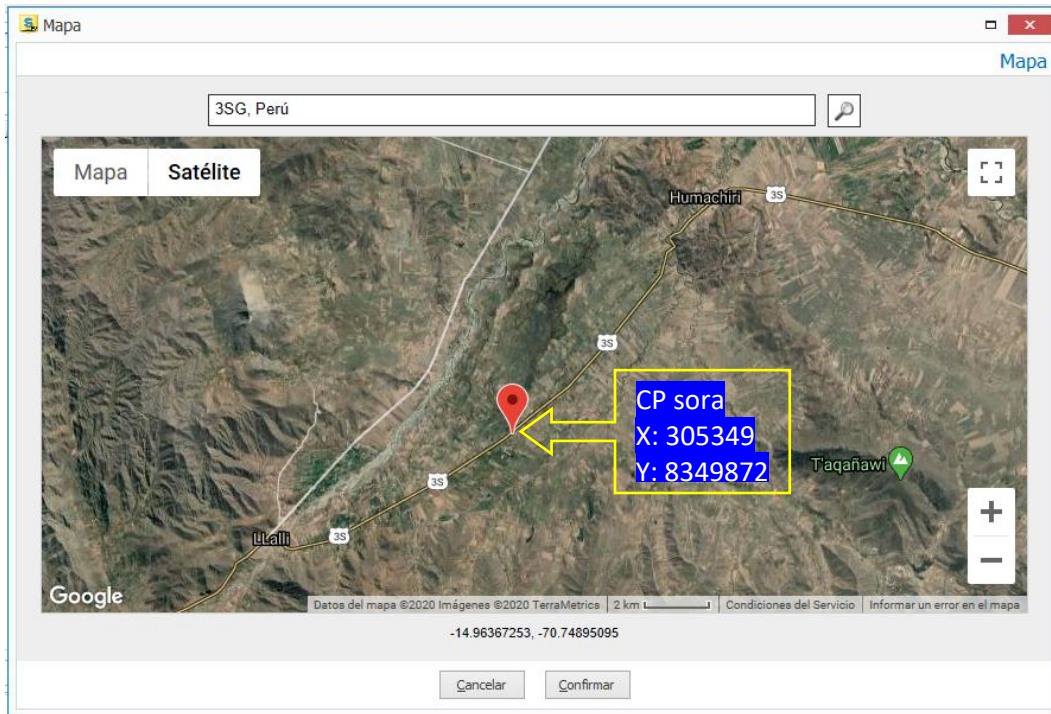 Mapa
Mapa
3SG, Perú
Mapa Satélite
Humachiri
3S
3S
CP sora
X: 305349
Y: 8349872
T'aqañawi
3S
LLalli
3S
Google
Datos del mapa ©2020 Imágenes ©2020 TerraMetrics 2 km Condiciones del Servicio Informar un error en el mapa
-14.96367253, -70.74895095
Cancelar Confirmar